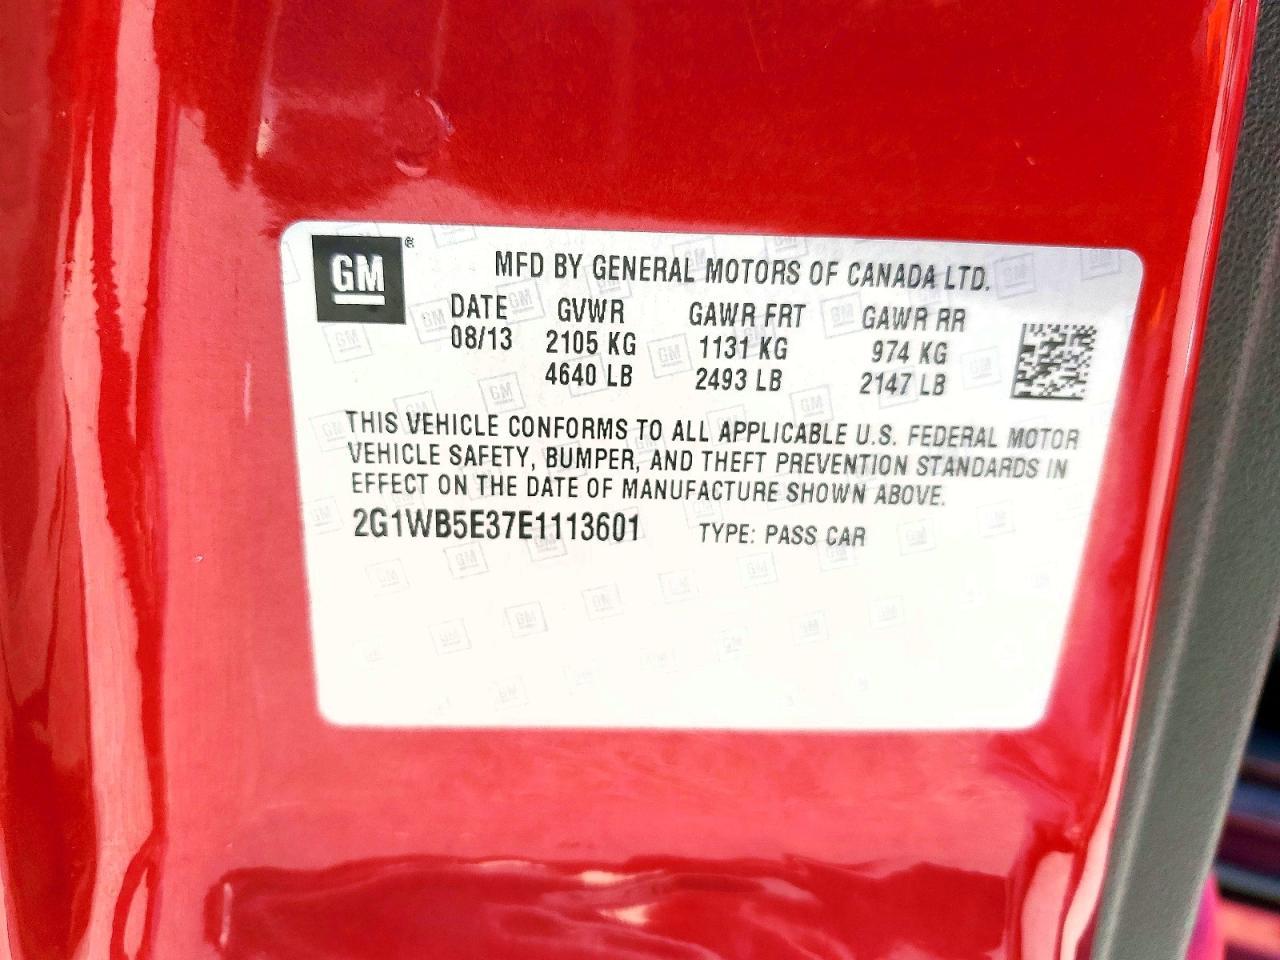 GM®
MFD BY GENERAL MOTORS OF CANADA LTD.
DATE GVWR GAWR FRT GAWR RR
08/13 2105 KG 1131 KG 974 KG
4640 LB 2493 LB 2147 LB
THIS VEHICLE CONFORMS TO ALL APPLICABLE U.S. FEDERAL MOTOR
VEHICLE SAFETY, BUMPER, AND THEFT PREVENTION STANDARDS IN
EFFECT ON THE DATE OF MANUFACTURE SHOWN ABOVE.
2G1WB5E37E1113601 TYPE: PASS CAR